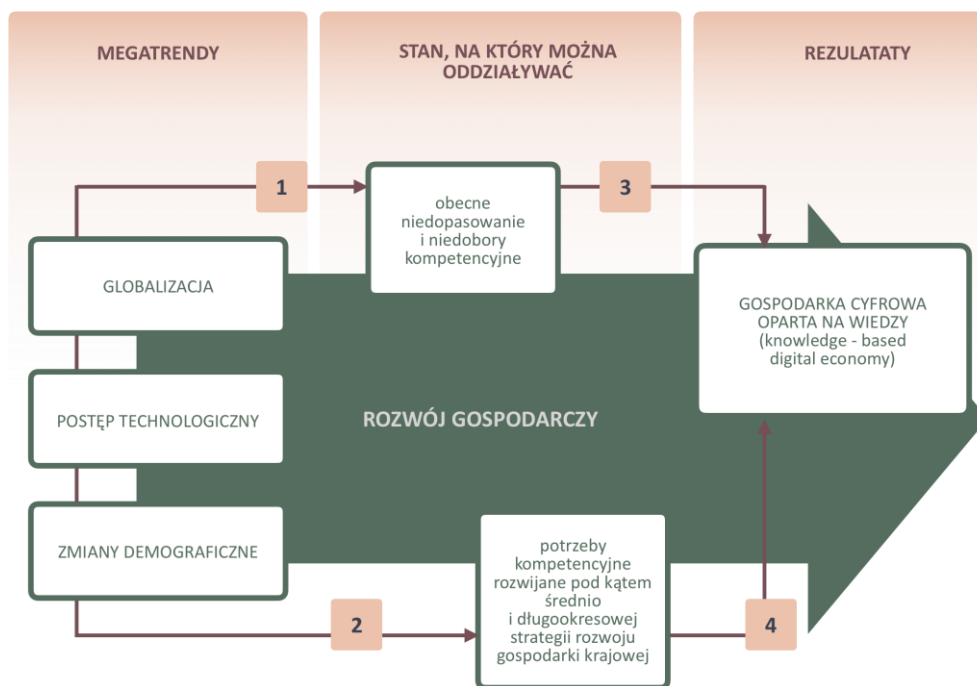 MEGATRENDY
STAN, NA KTÓRY MOŻNA
ODDZIAŁYWAĆ
REZULATATY
1
3
obecne
niedopasowanie
i niedobory
kompetencyjne
GLOBALIZACJA
GOSPODARKA CYFROWA
OPARTA NA WIEDZY
(knowledge - based
digital economy)
POSTĘP TECHNOLOGICZNY
ROZWÓJ GOSPODARCZY
ZMIANY DEMOGRAFICZNE
potrzeby
kompetencyjne
rozwijane pod kątem
średnio
i długookresowej
strategii rozwoju
gospodarki krajowej
2
4